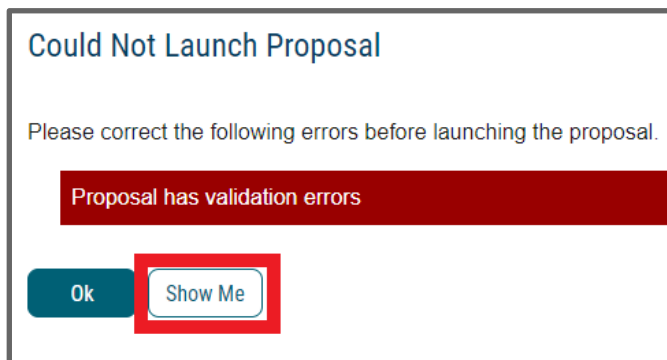 Could Not Launch Proposal
Please correct the following errors before launching the proposal.
Proposal has validation errors
Ok Show Me